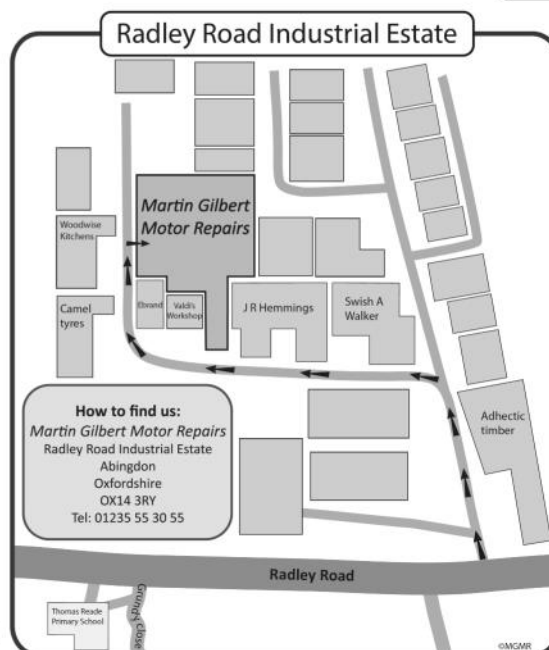 Radley Road Industrial Estate
Martin Gilbert
Motor Repairs
Woodwise
Kitchens
Ebrand
Valdi's
Workshop
J R Hemmings
Swish A
Walker
Camel
tyres
Adhectic
timber
How to find us:
Martin Gilbert Motor Repairs
Radley Road Industrial Estate
Abingdon
Oxfordshire
OX14 3RY
Tel: 01235 55 30 55
Radley Road
Thomas Reade
Primary School
Grundy Close
©MGMR